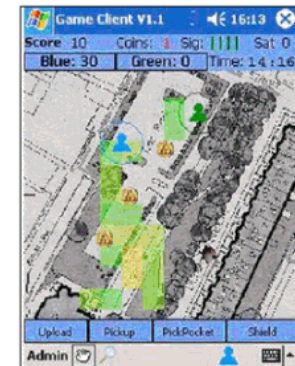 Game Client V1.1 16:13
Score 10 Coins: 1 Sig: Sat 0
Blue: 30 Green: 0 Time: 14:16
Upload Pickup PickPocket Shield
Admin